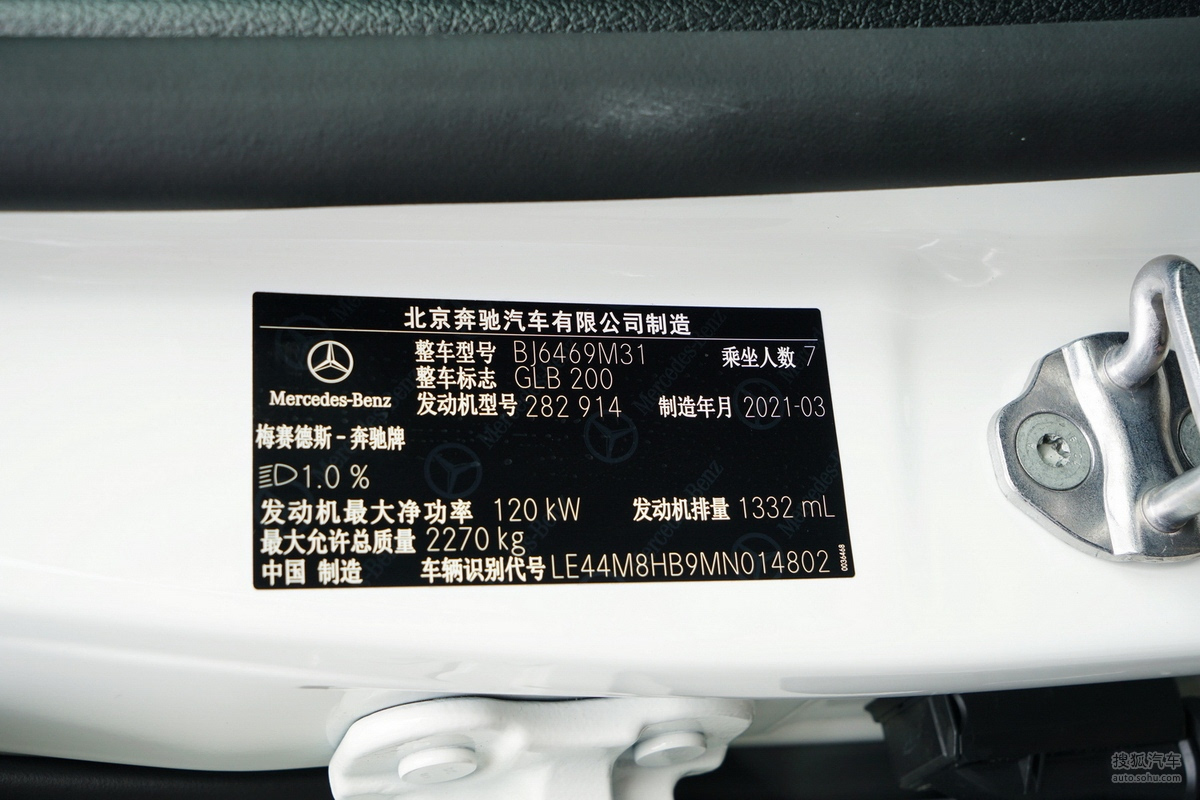 北京奔驰汽车有限公司制造
整车型号 BJ6469M31 乘坐人数 7
整车标志 GLB 200
发动机型号 282 914 制造年月 2021-03
Mercedes-Benz
梅赛德斯-奔驰牌
1.0 %
发动机最大净功率 120 kW 发动机排量 1332 mL
最大允许总质量 2270 kg
中国 制造 车辆识别代号 LE44M8HB9MN014802
0036468
搜狐汽车
auto.sohu.com